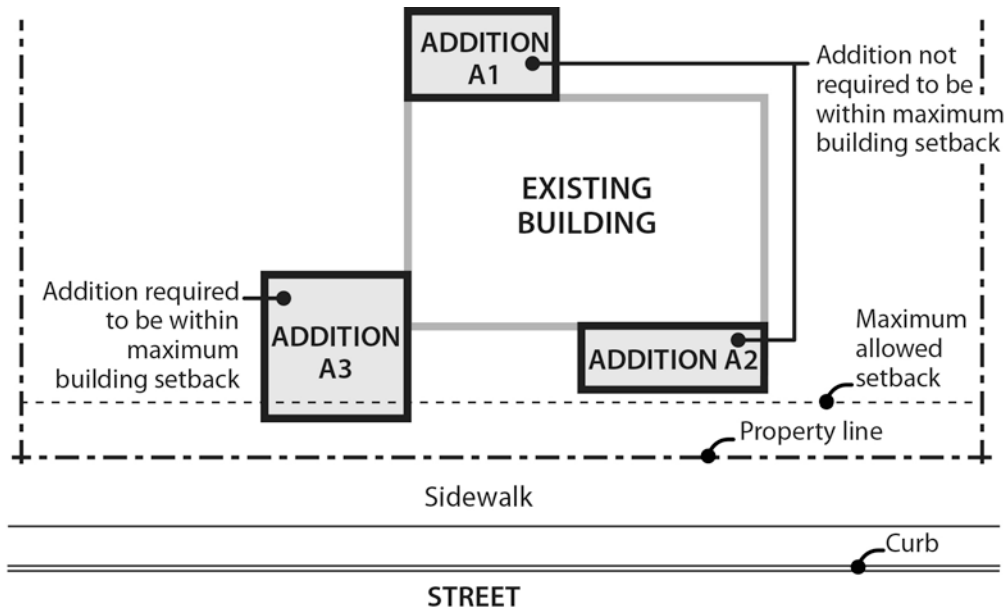 ADDITION
A1
Addition not
required to be
within maximum
building setback
EXISTING
BUILDING
Addition required
to be within
maximum
building setback
ADDITION
A3
ADDITION A2
Maximum
allowed
setback
Property line
Sidewalk
Curb
STREET